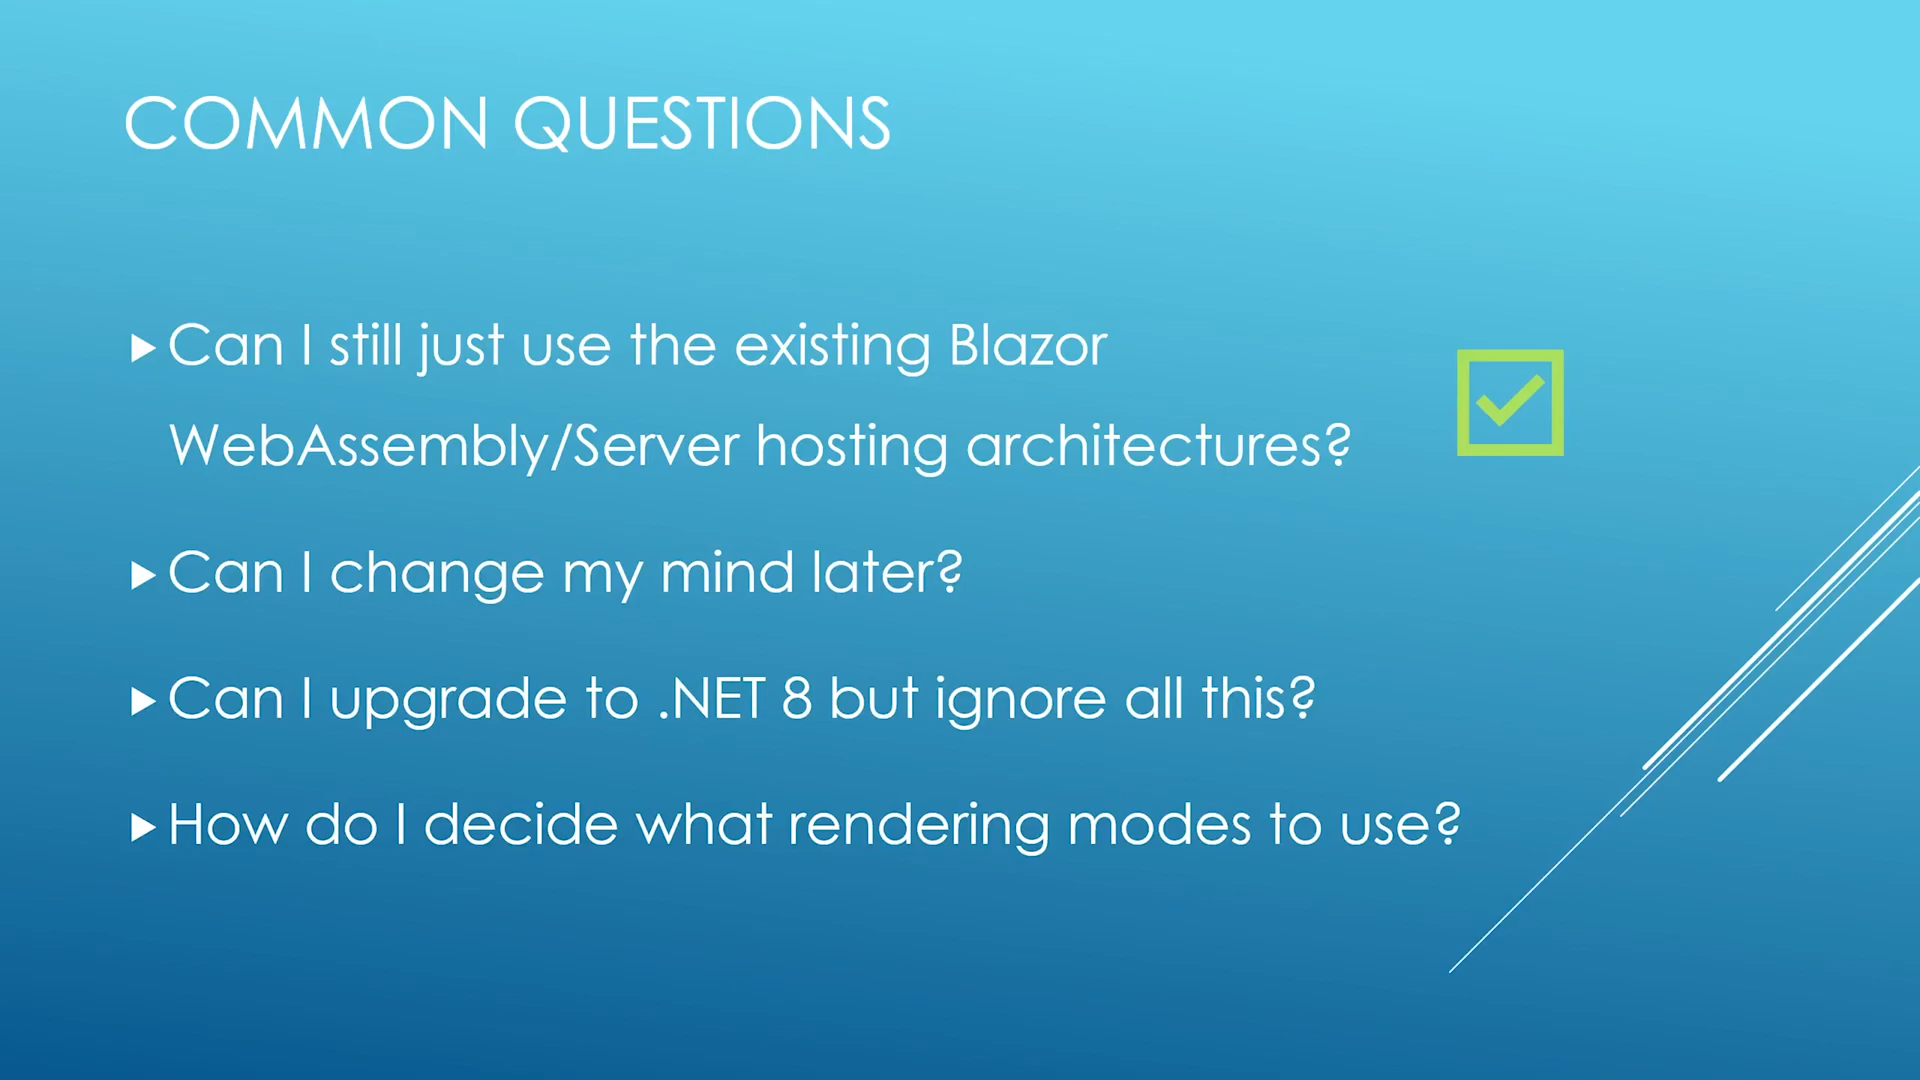 COMMON QUESTIONS
Can I still just use the existing Blazor
WebAssembly/Server hosting architectures?
Can I change my mind later?
Can I upgrade to .NET 8 but ignore all this?
How do I decide what rendering modes to use?